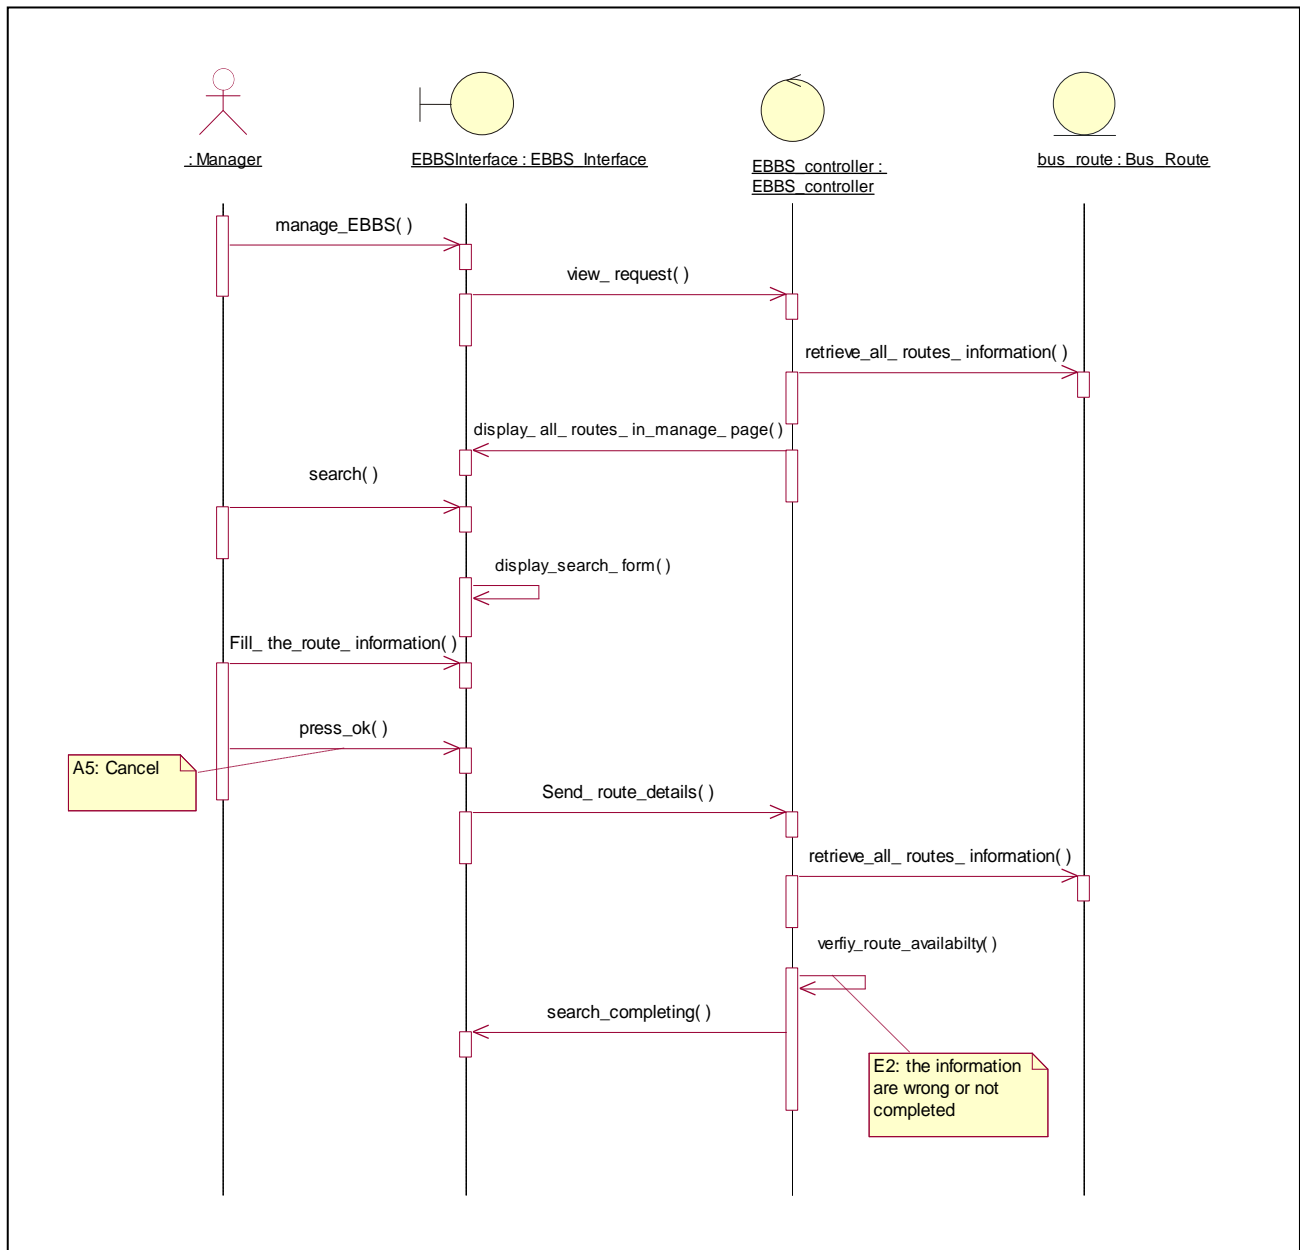 : Manager
EBBSInterface : EBBS_Interface
EBBS_controller :
EBBS_controller
bus_route : Bus_Route
manage_EBBS( )
view_ request( )
retrieve_all_ routes_ information( )
display_ all_ routes_ in_manage_ page( )
search( )
display_search_ form( )
Fill_ the_route_ information( )
press_ok( )
A5: Cancel
Send_ route_details( )
retrieve_all_ routes_ information( )
verfiy_route_availabilty( )
search_completing( )
E2: the information
are wrong or not
completed